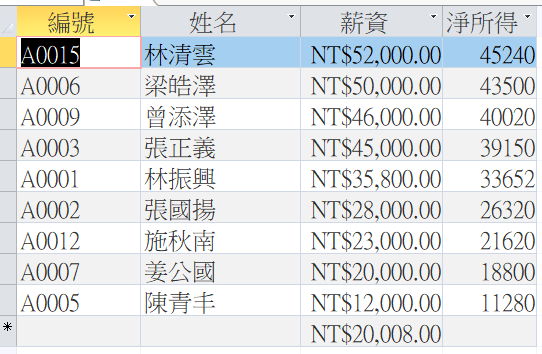 編號 姓名 薪資 淨所得
A0015 林清雲 NT$52,000.00 45240
A0006 梁皓澤 NT$50,000.00 43500
A0009 曾添澤 NT$46,000.00 40020
A0003 張正義 NT$45,000.00 39150
A0001 林振興 NT$35,800.00 33652
A0002 張國揚 NT$28,000.00 26320
A0012 施秋南 NT$23,000.00 21620
A0007 姜公國 NT$20,000.00 18800
A0005 陳青丰 NT$12,000.00 11280
* NT$20,008.00